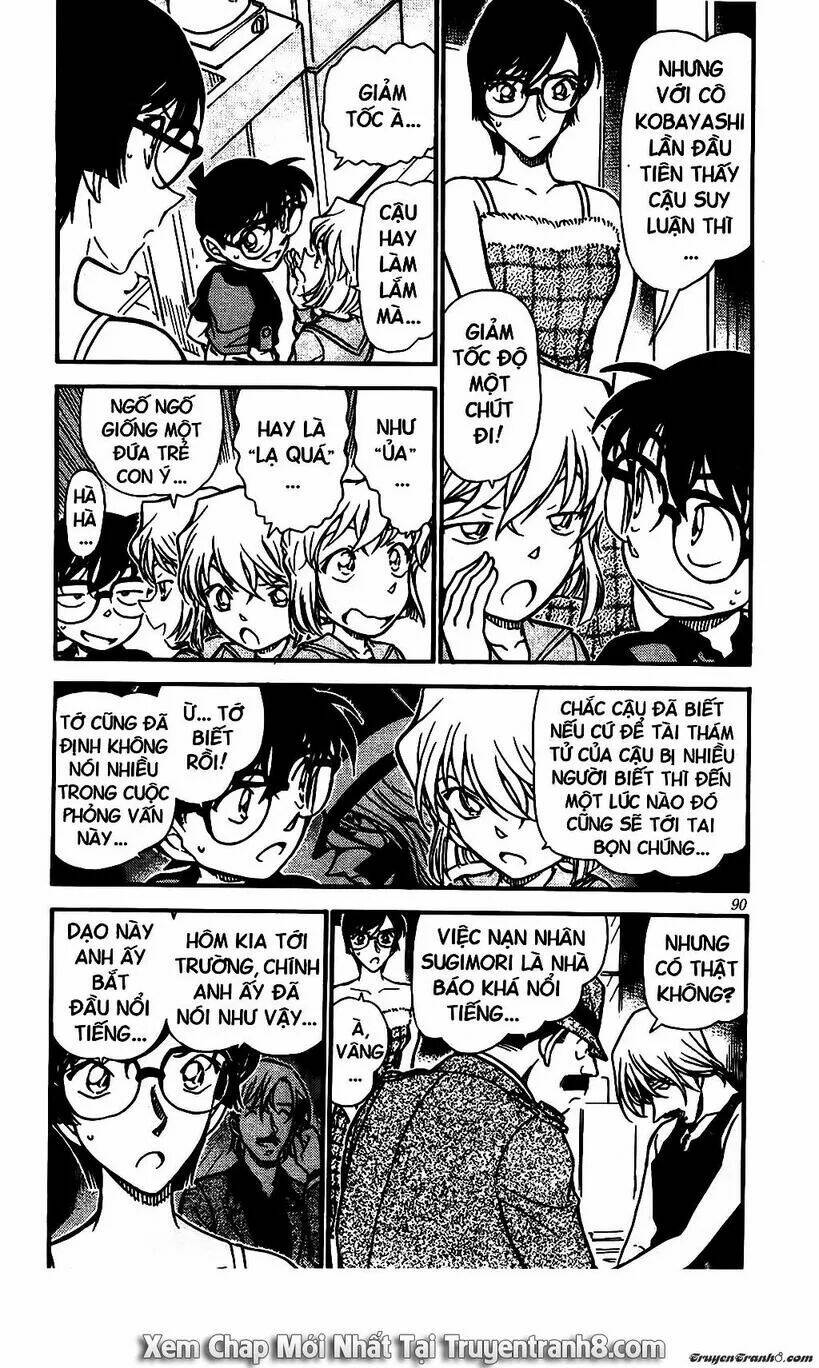 NHƯNG
VỚI CÔ
KOBAYASHI
LẦN ĐẦU
TIÊN THẤY
CẬU SUY
LUẬN THÌ
...
GIẢM
TỐC ĐỘ
MỘT
CHÚT
ĐI!
GIẢM
TỐC À...
CẬU
HAY
LÀM
LẮM
MÀ...
NHƯ
"ỦA"
...
HAY LÀ
"LẠ QUÁ"
...
NGỐ NGỐ
GIỐNG MỘT
ĐỨA TRẺ
CON Ý...
HÀ
HÀ
...
CHẮC CẬU ĐÃ BIẾT
NẾU CỨ ĐỂ TÀI THÁM
TỬ CỦA CẬU BỊ NHIỀU
NGƯỜI BIẾT THÌ ĐẾN
MỘT LÚC NÀO ĐÓ
CŨNG SẼ TỚI TAI
BỌN CHÚNG...
Ừ... TỚ
BIẾT
RỒI!
TỚ CŨNG ĐÃ
ĐỊNH KHÔNG
NÓI NHIỀU
TRONG CUỘC
PHỎNG VẤN
NÀY...
90
NHƯNG
CÓ THẬT
KHÔNG?
VIỆC NẠN NHÂN
SUGIMORI LÀ NHÀ
BÁO KHÁ NỔI
TIẾNG...
À,
VÂNG
...
HÔM KIA TỚI
TRƯỜNG, CHÍNH
ANH ẤY ĐÃ
NÓI NHƯ VẬY...
DẠO NÀY
ANH ẤY
BẮT
ĐẦU NỔI
TIẾNG...
Xem Chap Mới Nhất Tại Truyentranh8.com
TruyenTranh8.com